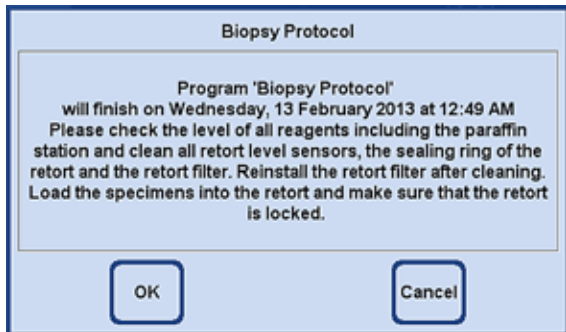 Biopsy Protocol
Program 'Biopsy Protocol'
will finish on Wednesday, 13 February 2013 at 12:49 AM
Please check the level of all reagents including the paraffin
station and clean all retort level sensors, the sealing ring of the
retort and the retort filter. Reinstall the retort filter after cleaning.
Load the specimens into the retort and make sure that the retort
is locked.
OK
Cancel